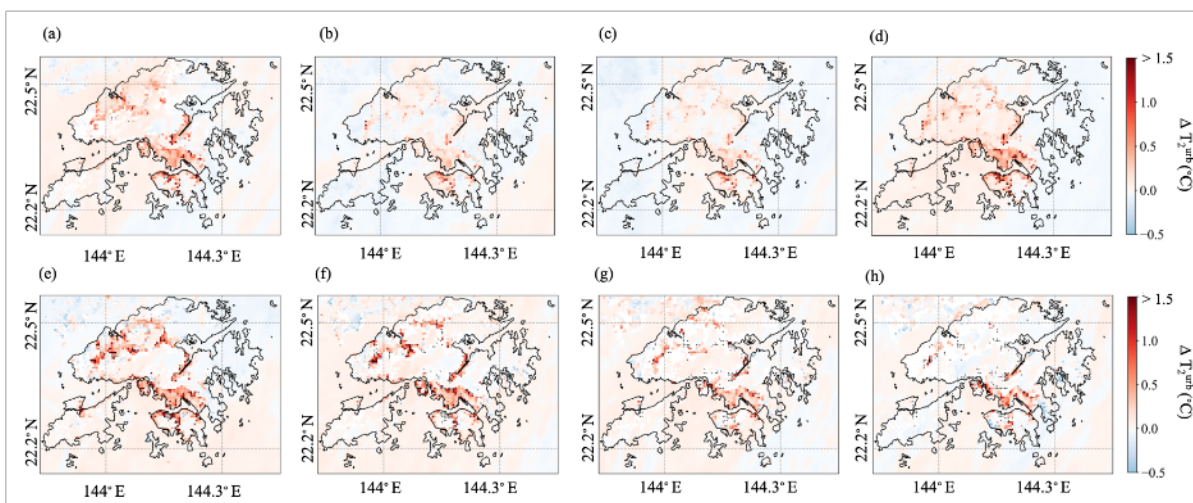 (a) (b) (c) (d)
22.5° N 22.5° N 22.5° N 22.5° N > 1.5
1.0
0.5
0.0
−0.5
Δ T₂ᵘʳᵇ (°C)
22.2° N 22.2° N 22.2° N 22.2° N
144° E 144.3° E 144° E 144.3° E 144° E 144.3° E 144° E 144.3° E
(e) (f) (g) (h)
22.5° N 22.5° N 22.5° N 22.5° N > 1.5
1.0
0.5
0.0
−0.5
Δ T₂ᵘʳᵇ (°C)
22.2° N 22.2° N 22.2° N 22.2° N
144° E 144.3° E 144° E 144.3° E 144° E 144.3° E 144° E 144.3° E